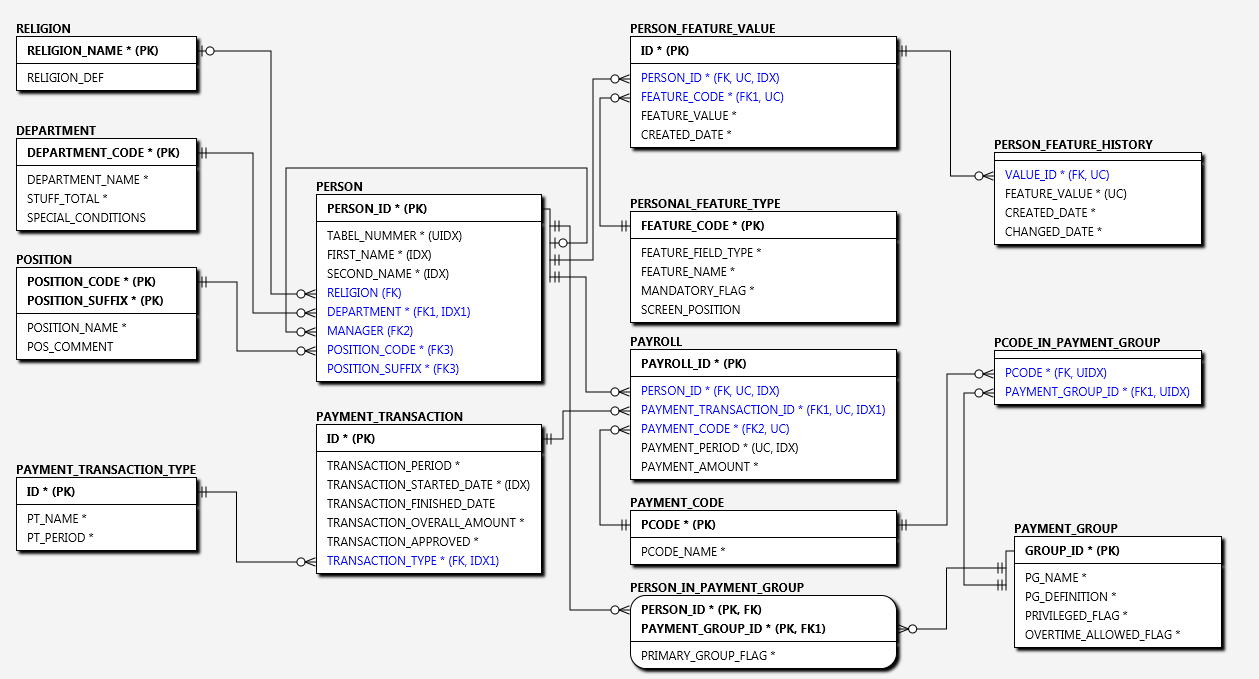 RELIGION
RELIGION_NAME * (PK)
RELIGION_DEF
DEPARTMENT
DEPARTMENT_CODE * (PK)
DEPARTMENT_NAME *
STUFF_TOTAL *
SPECIAL_CONDITIONS
POSITION
POSITION_CODE * (PK)
POSITION_SUFFIX * (PK)
POSITION_NAME *
POS_COMMENT
PAYMENT_TRANSACTION_TYPE
ID * (PK)
PT_NAME *
PT_PERIOD *
PERSON
PERSON_ID * (PK)
TABEL_NUMMER * (UIDX)
FIRST_NAME * (IDX)
SECOND_NAME * (IDX)
RELIGION (FK)
DEPARTMENT * (FK1, IDX1)
MANAGER (FK2)
POSITION_CODE * (FK3)
POSITION_SUFFIX * (FK3)
PAYMENT_TRANSACTION
ID * (PK)
TRANSACTION_PERIOD *
TRANSACTION_STARTED_DATE * (IDX)
TRANSACTION_FINISHED_DATE
TRANSACTION_OVERALL_AMOUNT *
TRANSACTION_APPROVED *
TRANSACTION_TYPE * (FK, IDX1)
PERSON_FEATURE_VALUE
ID * (PK)
PERSON_ID * (FK, UC, IDX)
FEATURE_CODE * (FK1, UC)
FEATURE_VALUE *
CREATED_DATE *
PERSONAL_FEATURE_TYPE
FEATURE_CODE * (PK)
FEATURE_FIELD_TYPE *
FEATURE_NAME *
MANDATORY_FLAG *
SCREEN_POSITION
PAYROLL
PAYROLL_ID * (PK)
PERSON_ID * (FK, UC, IDX)
PAYMENT_TRANSACTION_ID * (FK1, UC, IDX1)
PAYMENT_CODE * (FK2, UC)
PAYMENT_PERIOD * (UC, IDX)
PAYMENT_AMOUNT *
PAYMENT_CODE
PCODE * (PK)
PCODE_NAME *
PERSON_IN_PAYMENT_GROUP
PERSON_ID * (PK, FK)
PAYMENT_GROUP_ID * (PK, FK1)
PRIMARY_GROUP_FLAG *
PERSON_FEATURE_HISTORY
VALUE_ID * (FK, UC)
FEATURE_VALUE * (UC)
CREATED_DATE *
CHANGED_DATE *
PCODE_IN_PAYMENT_GROUP
PCODE * (FK, UIDX)
PAYMENT_GROUP_ID * (FK1, UIDX)
PAYMENT_GROUP
GROUP_ID * (PK)
PG_NAME *
PG_DEFINITION *
PRIVILEGED_FLAG *
OVERTIME_ALLOWED_FLAG *